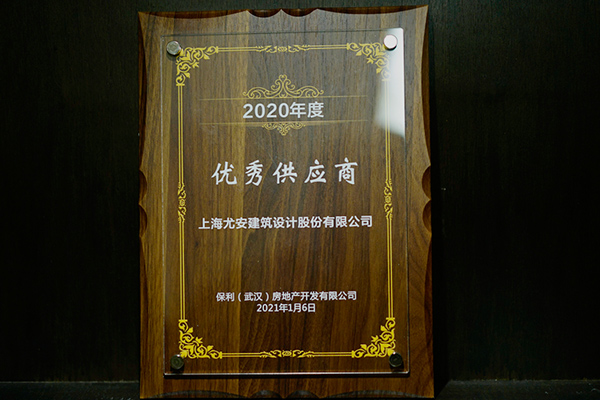 2020年度
优秀供应商
上海尤安建筑设计股份有限公司
保利（武汉）房地产开发有限公司
2021年1月6日